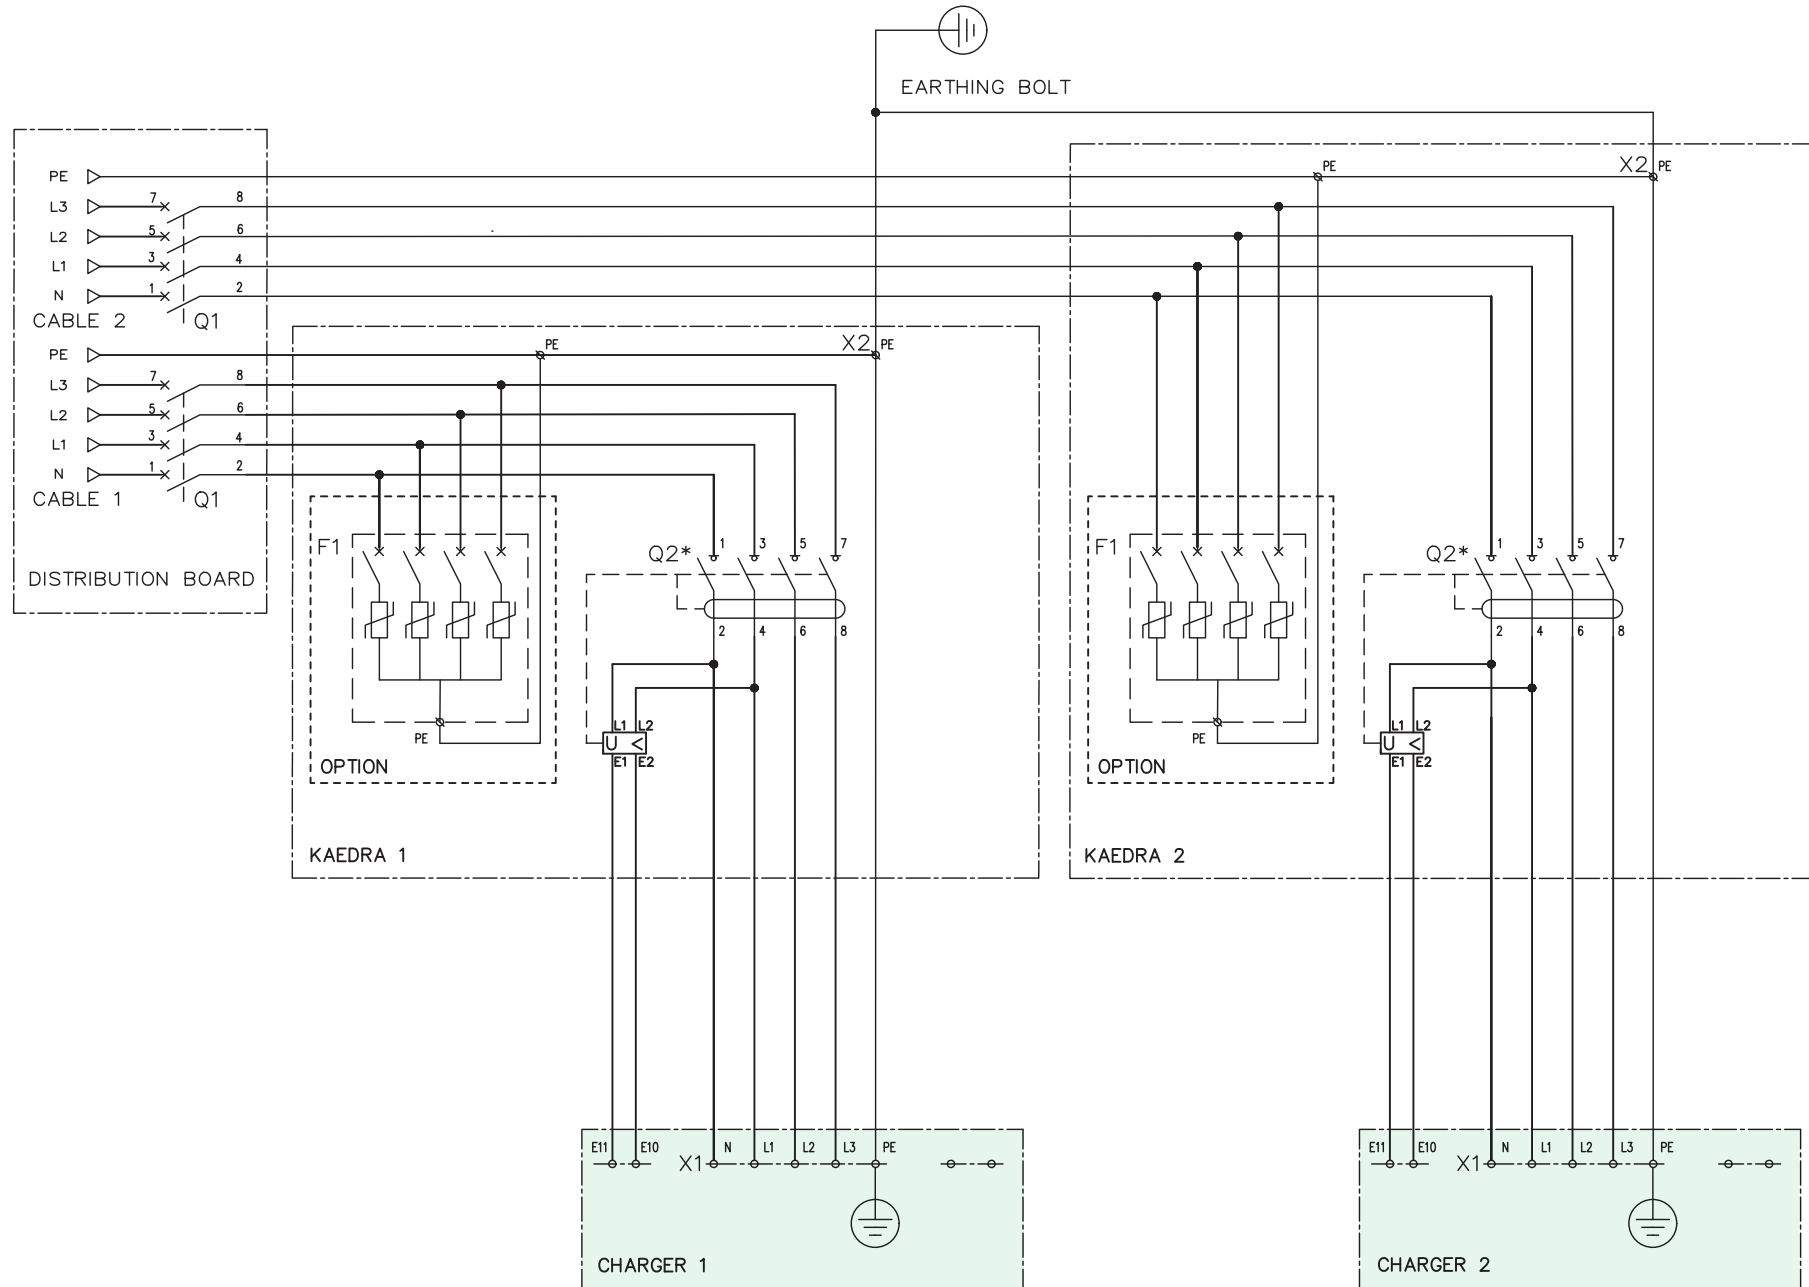 EARTHING BOLT
PE
L3 7 8
L2 5 6
L1 3 4
N 1 2
CABLE 2 Q1
PE
L3 7 8
L2 5 6
L1 3 4
N 1 2
CABLE 1 Q1
DISTRIBUTION BOARD
PE X2 PE
F1
Q2* 1 3 5 7
2 4 6 8
L1 L2
PE U <
E1 E2
OPTION
KAEDRA 1
PE X2 PE
F1
Q2* 1 3 5 7
2 4 6 8
L1 L2
PE U <
E1 E2
OPTION
KAEDRA 2
E11 E10 N L1 L2 L3 PE
X1
CHARGER 1
E11 E10 N L1 L2 L3 PE
X1
CHARGER 2